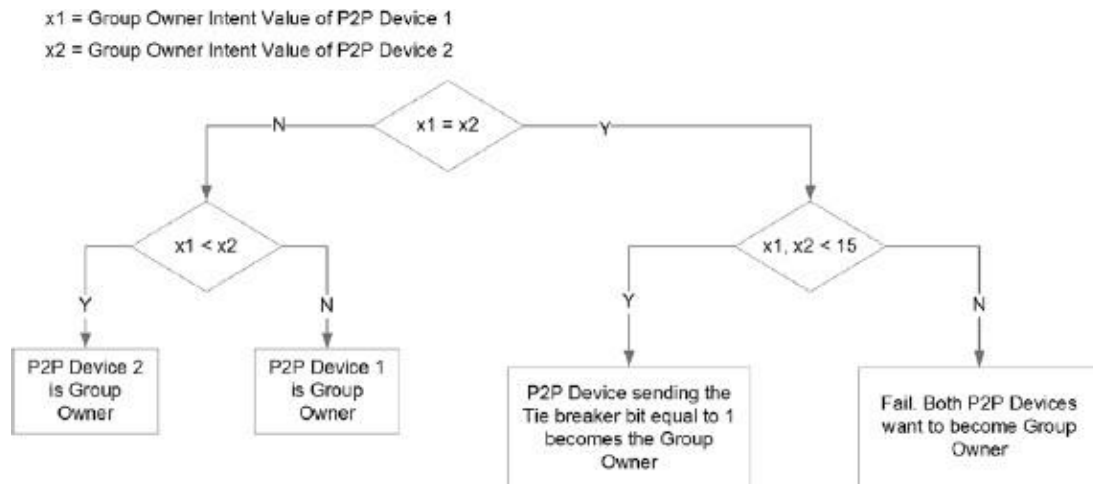 x1 = Group Owner Intent Value of P2P Device 1
x2 = Group Owner Intent Value of P2P Device 2
x1 = x2
N
Y
x1 < x2
x1, x2 < 15
Y
N
Y
N
P2P Device 2
is Group
Owner
P2P Device 1
is Group
Owner
P2P Device sending the
Tie breaker bit equal to 1
becomes the Group
Owner
Fail. Both P2P Devices
want to become Group
Owner